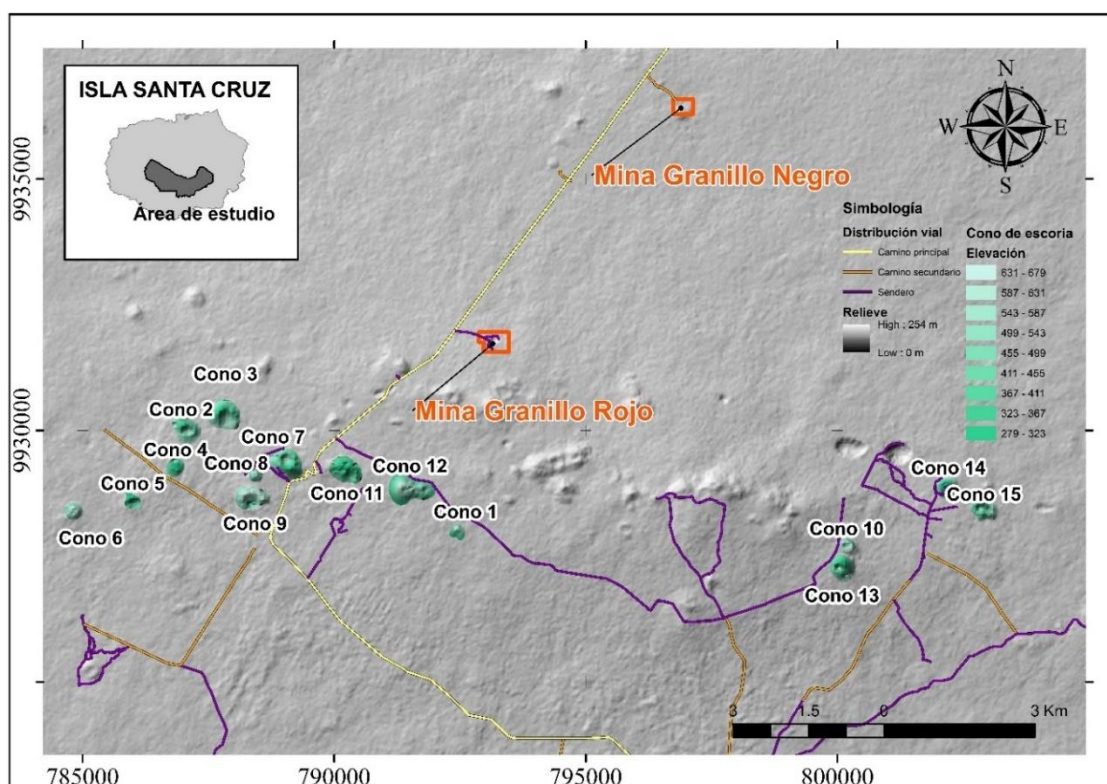 ISLA SANTA CRUZ
Área de estudio
N
W E
S
9935000
9930000
Mina Granillo Negro
Mina Granillo Rojo
Simbología
Distribución vial
Camino principal
Camino secundario
Sendero
Relieve
High : 254 m
Low : 0 m
Cono de escoria
Elevación
631 - 679
587 - 631
543 - 587
499 - 543
455 - 499
411 - 455
367 - 411
323 - 367
279 - 323
Cono 3
Cono 2
Cono 4
Cono 7
Cono 8
Cono 5
Cono 12
Cono 11
Cono 9
Cono 1
Cono 6
Cono 14
Cono 15
Cono 10
Cono 13
3 1.5 0 3 Km
785000 790000 795000 800000